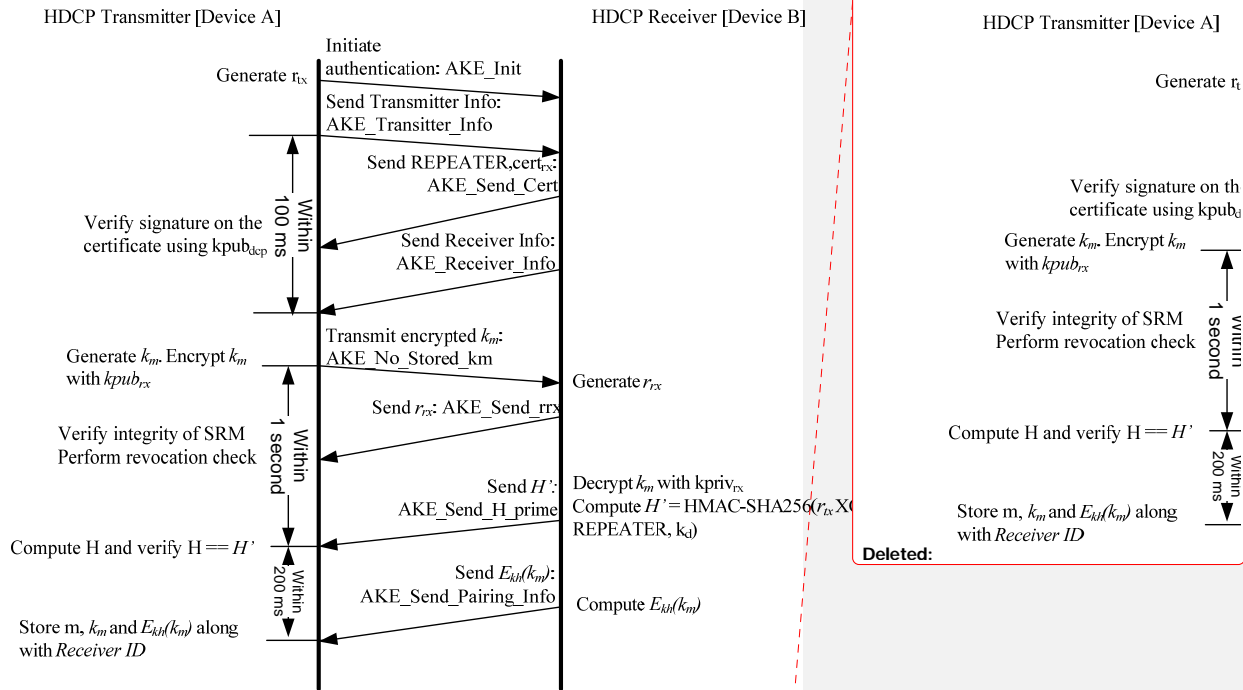 HDCP Transmitter [Device A]
HDCP Receiver [Device B]
Initiate
authentication: AKE_Init
Generate rtx
Send Transmitter Info:
AKE_Transitter_Info
Send REPEATER,certrx:
AKE_Send_Cert
Within
100 ms
Verify signature on the
certificate using kpubdcp
Send Receiver Info:
AKE_Receiver_Info
Transmit encrypted km:
AKE_No_Stored_km
Generate km. Encrypt km
with kpubrx
Generate rrx
Send rrx: AKE_Send_rrx
Within
1 second
Verify integrity of SRM
Perform revocation check
Send H':
AKE_Send_H_prime
Decrypt km with kprivrx
Compute H' = HMAC-SHA256(rtx XO
REPEATER, kd)
Compute H and verify H == H'
Within
200 ms
Send Ekh(km):
AKE_Send_Pairing_Info
Compute Ekh(km)
Store m, km and Ekh(km) along
with Receiver ID
HDCP Transmitter [Device A]
Generate rt
Verify signature on the
certificate using kpubd
Generate km. Encrypt km
with kpubrx
Within
1 second
Verify integrity of SRM
Perform revocation check
Compute H and verify H == H'
Within
200 ms
Store m, km and Ekh(km) along
with Receiver ID
Deleted: